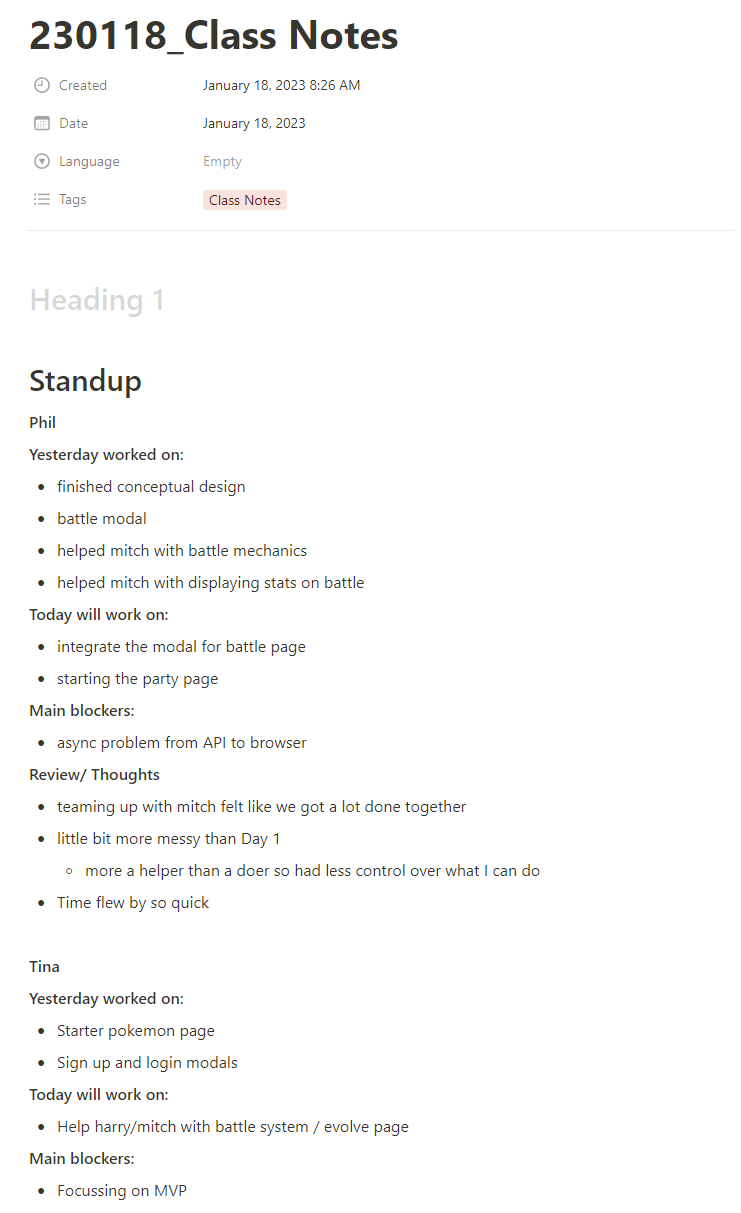 230118_Class Notes
Created January 18, 2023 8:26 AM
Date January 18, 2023
Language Empty
Tags Class Notes
Heading 1
Standup
Phil
Yesterday worked on:
• finished conceptual design
• battle modal
• helped mitch with battle mechanics
• helped mitch with displaying stats on battle
Today will work on:
• integrate the modal for battle page
• starting the party page
Main blockers:
• async problem from API to browser
Review/ Thoughts
• teaming up with mitch felt like we got a lot done together
• little bit more messy than Day 1
◦ more a helper than a doer so had less control over what I can do
• Time flew by so quick
Tina
Yesterday worked on:
• Starter pokemon page
• Sign up and login modals
Today will work on:
• Help harry/mitch with battle system / evolve page
Main blockers:
• Focussing on MVP